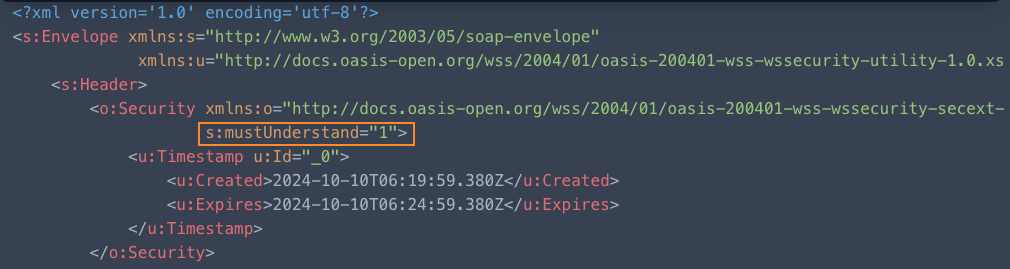 <?xml version='1.0' encoding='utf-8'?>
<s:Envelope xmlns:s="http://www.w3.org/2003/05/soap-envelope"
xmlns:u="http://docs.oasis-open.org/wss/2004/01/oasis-200401-wss-wssecurity-utility-1.0.xs
<s:Header>
<o:Security xmlns:o="http://docs.oasis-open.org/wss/2004/01/oasis-200401-wss-wssecurity-secext-
s:mustUnderstand="1">
<u:Timestamp u:Id="_0">
<u:Created>2024-10-10T06:19:59.380Z</u:Created>
<u:Expires>2024-10-10T06:24:59.380Z</u:Expires>
</u:Timestamp>
</o:Security>